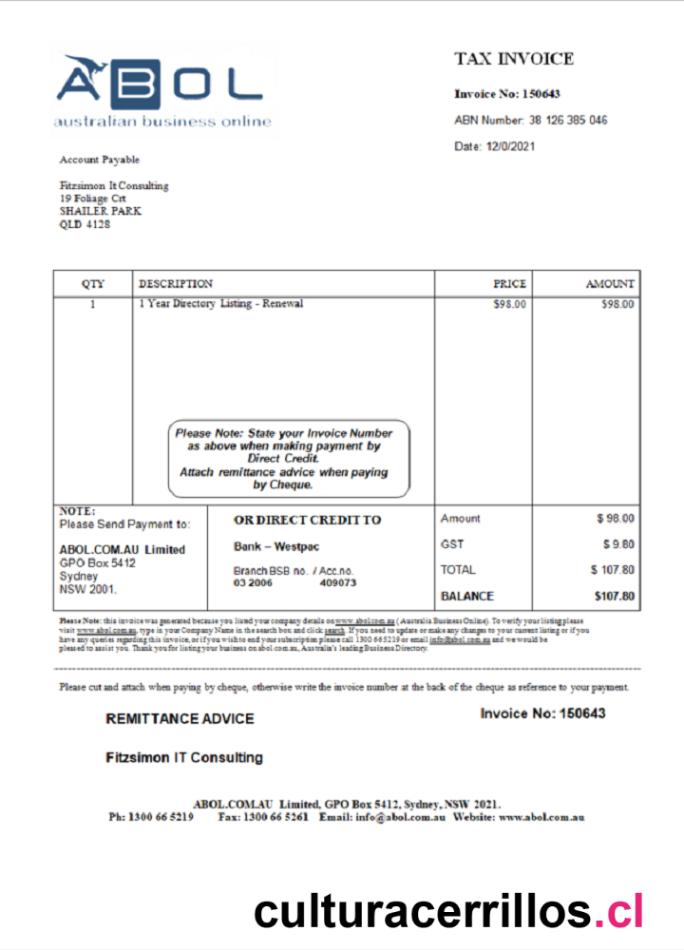 ABOL
australian business online
TAX INVOICE
Invoice No: 150643
ABN Number: 38 126 385 046
Date: 12/0/2021
Account Payable
Fitzsimon It Consulting
19 Foliage Crt
SHAILER PARK
QLD 4128
QTY DESCRIPTION PRICE AMOUNT
1 1 Year Directory Listing - Renewal $98.00 $98.00
Please Note: State your Invoice Number
as above when making payment by
Direct Credit.
Attach remittance advice when paying
by Cheque.
NOTE:
Please Send Payment to:
ABOL.COM.AU Limited
GPO Box 5412
Sydney
NSW 2001.
OR DIRECT CREDIT TO
Bank – Westpac
Branch BSB no. / Acc.no.
03 2006 409073
Amount $ 98.00
GST $ 9.80
TOTAL $ 107.80
BALANCE $107.80
Please Note: this invoice was generated because you listed your company details on www.abol.com.au ( Australia Business Online). To verify your listing please
visit www.abol.com.au, type in your Company Name in the search box and click search. If you need to update or make any changes to your current listing or if you
have any queries regarding this invoice, or if you wish to end your subscription please call 1300 66 5219 or email info@abol.com.au and we would be
pleased to assist you. Thank you for listing your business on abol.com.au, Australia's leading Business Directory.
Please cut and attach when paying by cheque, otherwise write the invoice number at the back of the cheque as reference to your payment.
REMITTANCE ADVICE
Invoice No: 150643
Fitzsimon IT Consulting
ABOL.COM.AU Limited, GPO Box 5412, Sydney, NSW 2021.
Ph: 1300 66 5219 Fax: 1300 66 5261 Email: info@abol.com.au Website: www.abol.com.au
culturacerrillos.cl